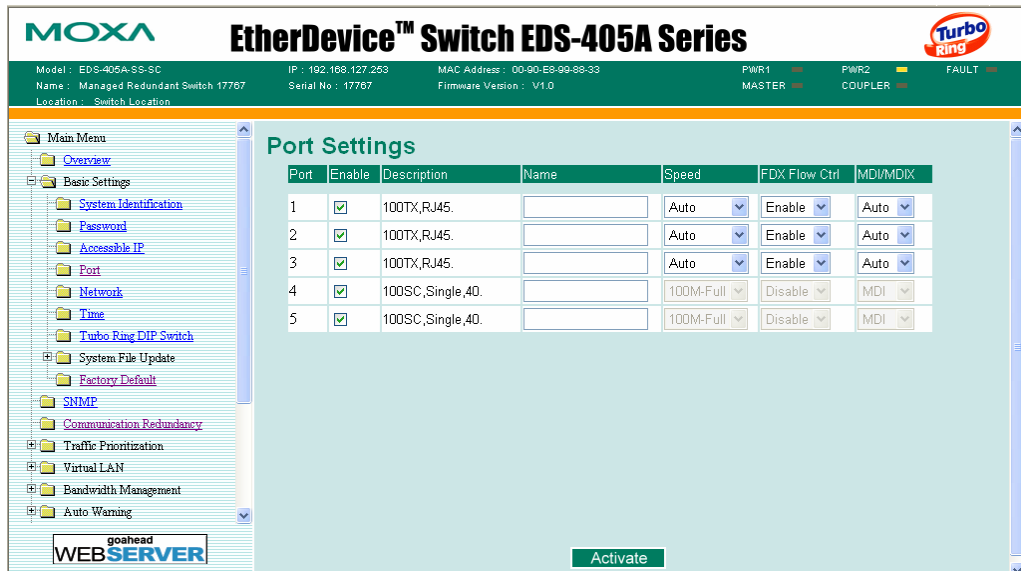 MOXA EtherDevice™ Switch EDS-405A Series Turbo Ring
Model : EDS-405A-SS-SC IP : 192.168.127.253 MAC Address : 00-90-E8-99-88-33 PWR1 PWR2 FAULT
Name : Managed Redundant Switch 17767 Serial No : 17767 Firmware Version : V1.0 MASTER COUPLER
Location : Switch Location
Main Menu
Overview
Basic Settings
System Identification
Password
Accessible IP
Port
Network
Time
Turbo Ring DIP Switch
System File Update
Factory Default
SNMP
Communication Redundancy
Traffic Prioritization
Virtual LAN
Bandwidth Management
Auto Warning
goahead
WEBSERVER
Port Settings
Port Enable Description Name Speed FDX Flow Ctrl MDI/MDIX
1 100TX,RJ45. Auto Enable Auto
2 100TX,RJ45. Auto Enable Auto
3 100TX,RJ45. Auto Enable Auto
4 100SC,Single,40. 100M-Full Disable MDI
5 100SC,Single,40. 100M-Full Disable MDI
Activate